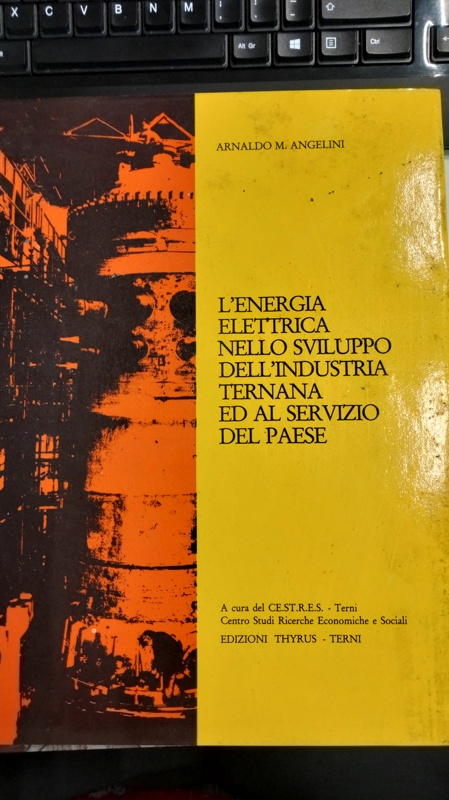 X C V B N M
Alt Gr
Ctrl
ARNALDO M. ANGELINI
L'ENERGIA
ELETTRICA
NELLO SVILUPPO
DELL'INDUSTRIA
TERNANA
ED AL SERVIZIO
DEL PAESE
A cura del CE.ST.R.E.S. - Terni
Centro Studi Ricerche Economiche e Sociali
EDIZIONI THYRUS - TERNI